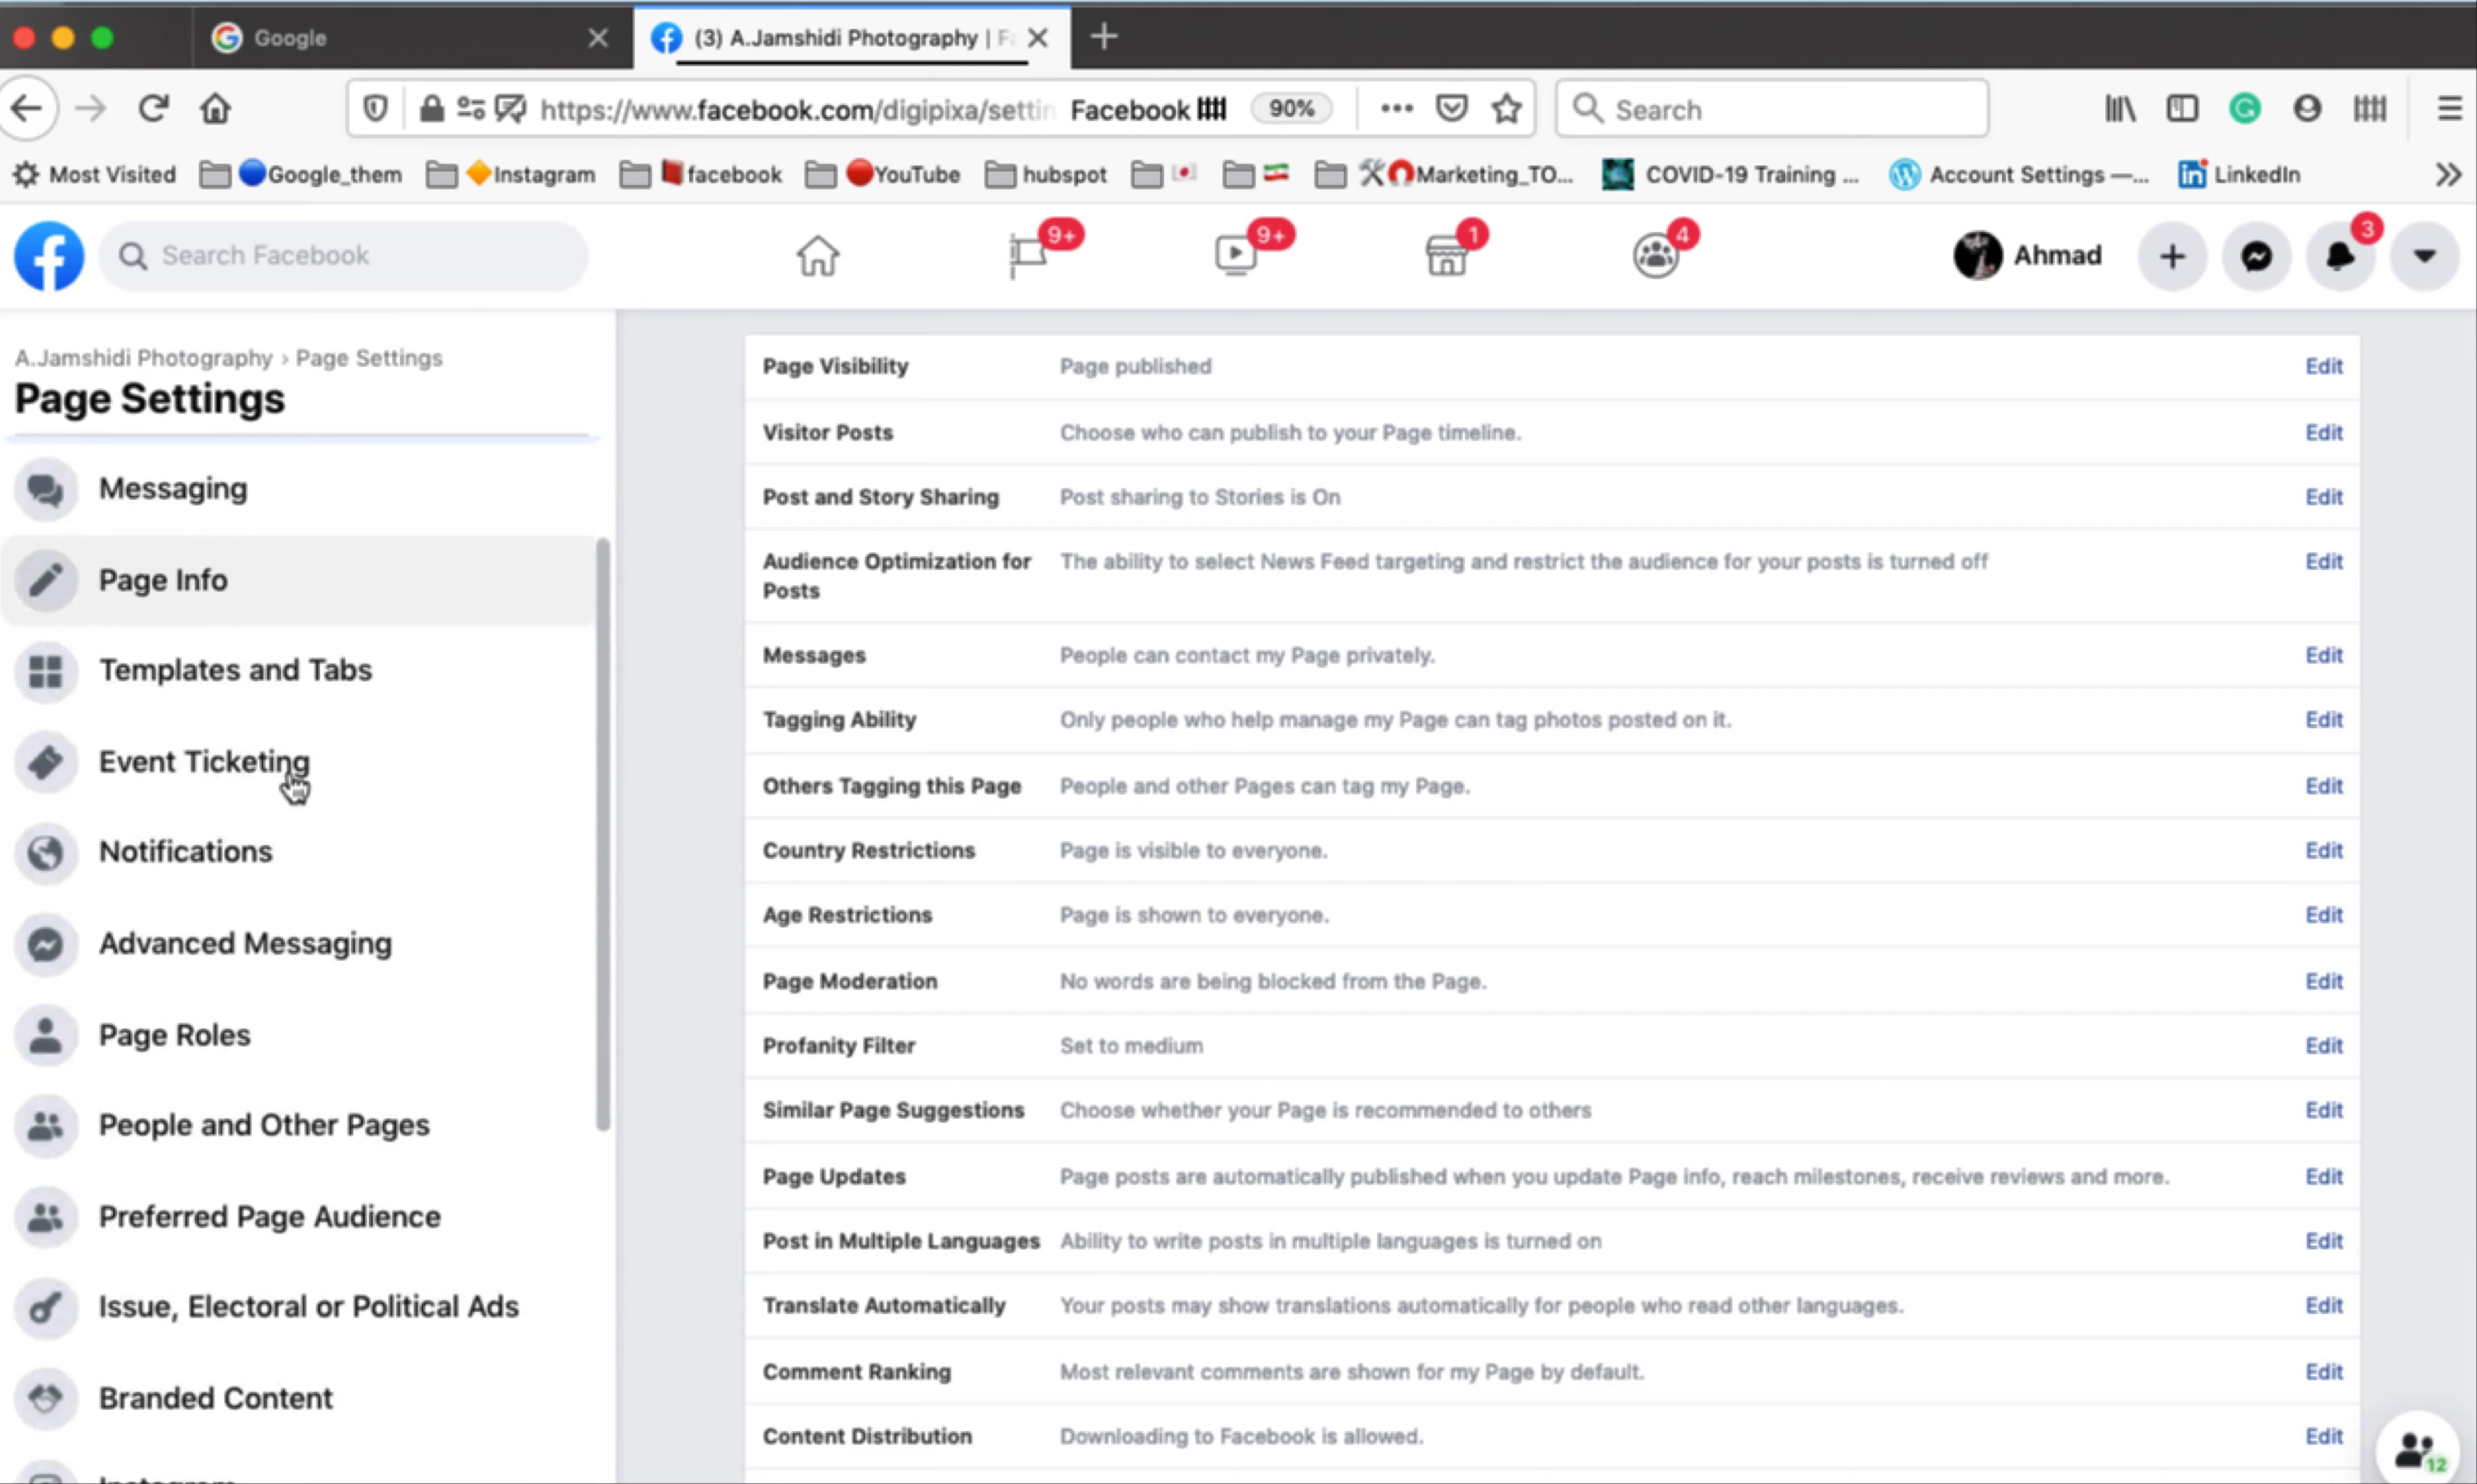 Google
(3) A.Jamshidi Photography | Fa
https://www.facebook.com/digipixa/settin Facebook 90% Search
Most Visited Google_them Instagram facebook YouTube hubspot Marketing_TO... COVID-19 Training ... Account Settings —... LinkedIn
Search Facebook 9+ 9+ 1 4 Ahmad 3
A.Jamshidi Photography › Page Settings
Page Settings
Messaging
Page Info
Templates and Tabs
Event Ticketing
Notifications
Advanced Messaging
Page Roles
People and Other Pages
Preferred Page Audience
Issue, Electoral or Political Ads
Branded Content
Page Visibility Page published Edit
Visitor Posts Choose who can publish to your Page timeline. Edit
Post and Story Sharing Post sharing to Stories is On Edit
Audience Optimization for The ability to select News Feed targeting and restrict the audience for your posts is turned off Edit
Posts
Messages People can contact my Page privately. Edit
Tagging Ability Only people who help manage my Page can tag photos posted on it. Edit
Others Tagging this Page People and other Pages can tag my Page. Edit
Country Restrictions Page is visible to everyone. Edit
Age Restrictions Page is shown to everyone. Edit
Page Moderation No words are being blocked from the Page. Edit
Profanity Filter Set to medium Edit
Similar Page Suggestions Choose whether your Page is recommended to others Edit
Page Updates Page posts are automatically published when you update Page info, reach milestones, receive reviews and more. Edit
Post in Multiple Languages Ability to write posts in multiple languages is turned on Edit
Translate Automatically Your posts may show translations automatically for people who read other languages. Edit
Comment Ranking Most relevant comments are shown for my Page by default. Edit
Content Distribution Downloading to Facebook is allowed. Edit
12